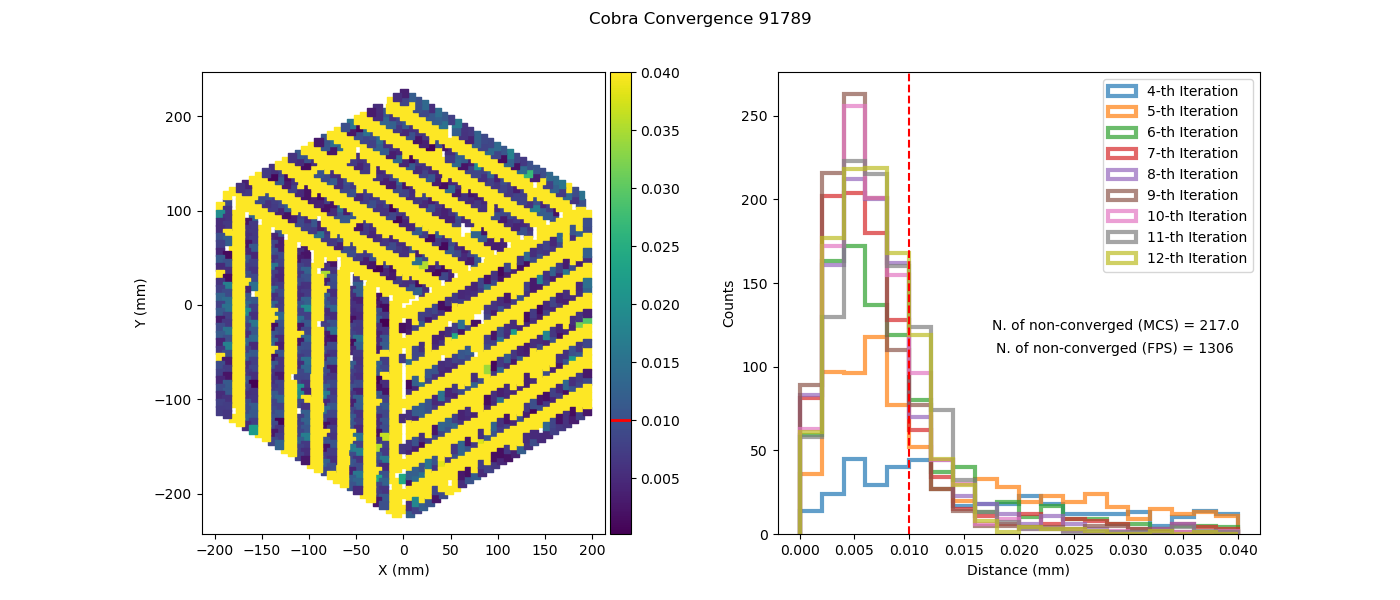 Cobra Convergence 91789
200
100
0
−100
−200
Y (mm)
−200 −150 −100 −50 0 50 100 150 200
X (mm)
0.040
0.035
0.030
0.025
0.020
0.015
0.010
0.005
250
200
150
100
50
0
Counts
0.000 0.005 0.010 0.015 0.020 0.025 0.030 0.035 0.040
Distance (mm)
4-th Iteration
5-th Iteration
6-th Iteration
7-th Iteration
8-th Iteration
9-th Iteration
10-th Iteration
11-th Iteration
12-th Iteration
N. of non-converged (MCS) = 217.0
N. of non-converged (FPS) = 1306